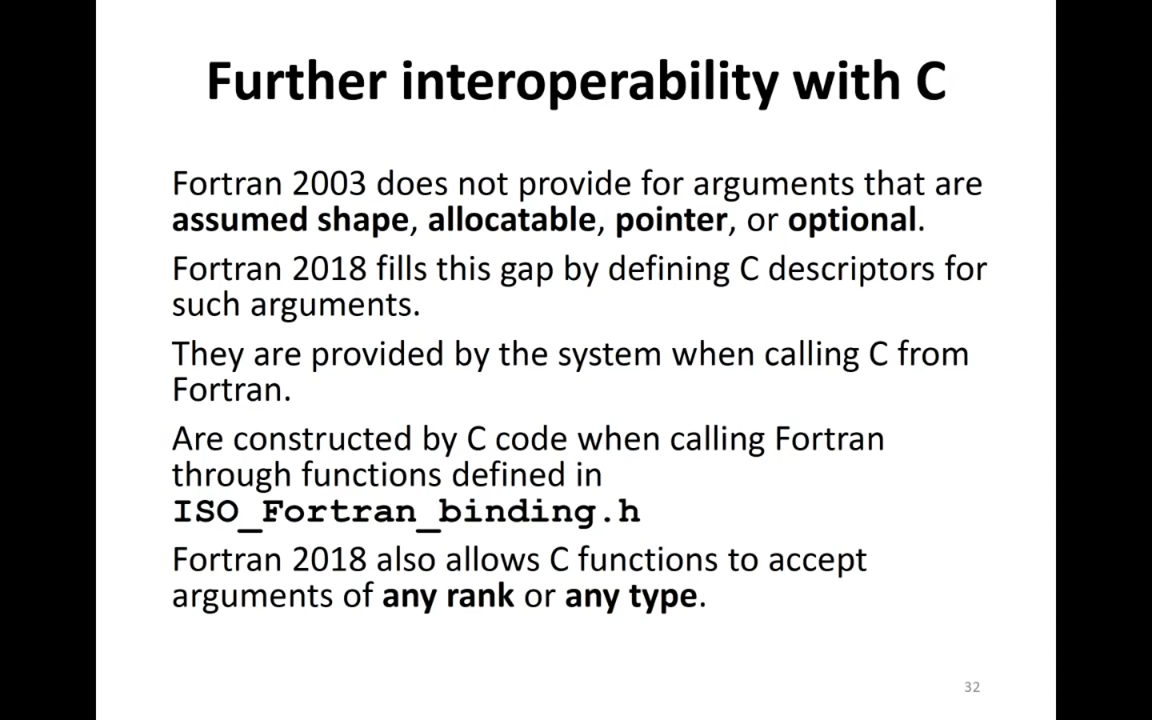 Further interoperability with C
Fortran 2003 does not provide for arguments that are
assumed shape, allocatable, pointer, or optional.
Fortran 2018 fills this gap by defining C descriptors for
such arguments.
They are provided by the system when calling C from
Fortran.
Are constructed by C code when calling Fortran
through functions defined in
ISO_Fortran_binding.h
Fortran 2018 also allows C functions to accept
arguments of any rank or any type.
32